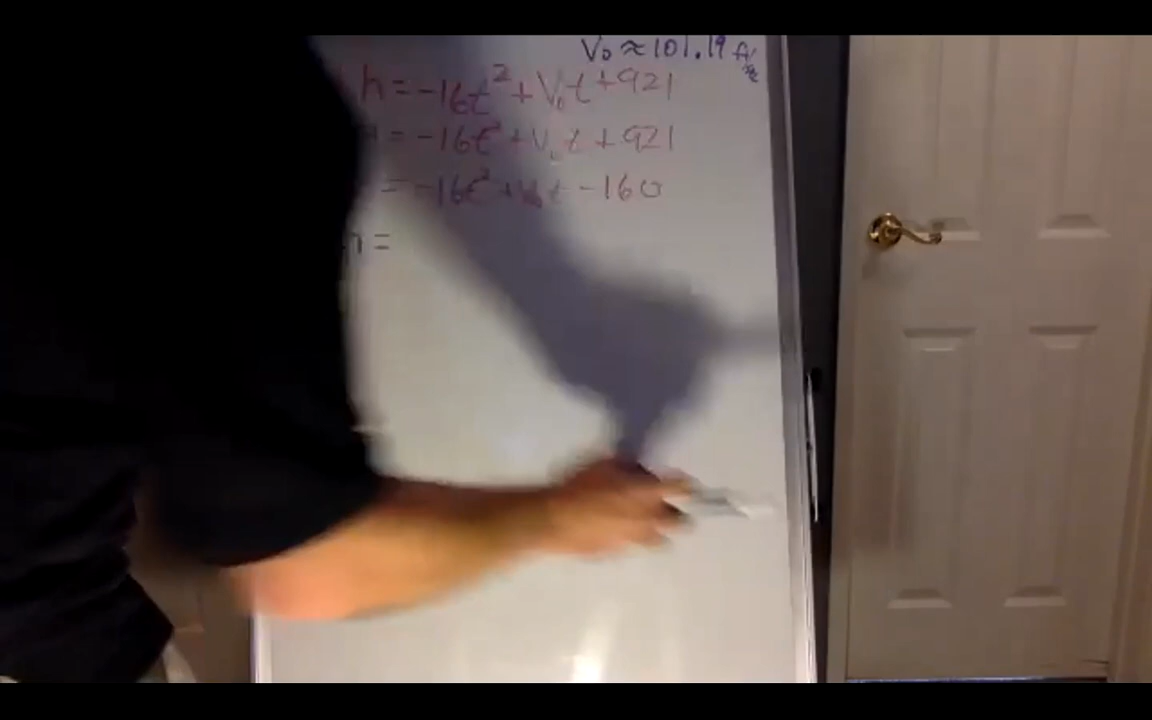 V₀ ≈ 101.19 ft/sec
h = -16t² + V₀t + 921
= -16t² + V₀t + 921
= -16t² + V₀t - 160
h =